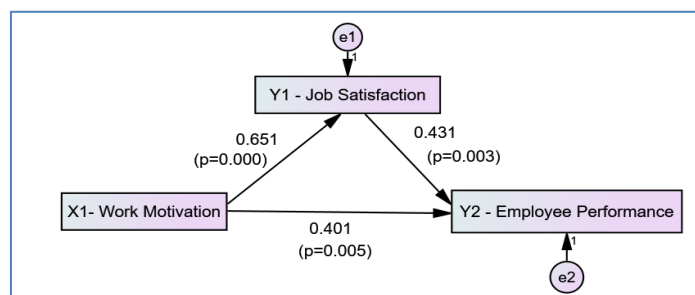 e1
1
Y1 - Job Satisfaction
0.651
(p=0.000)
0.431
(p=0.003)
X1- Work Motivation
Y2 - Employee Performance
0.401
(p=0.005)
1
e2